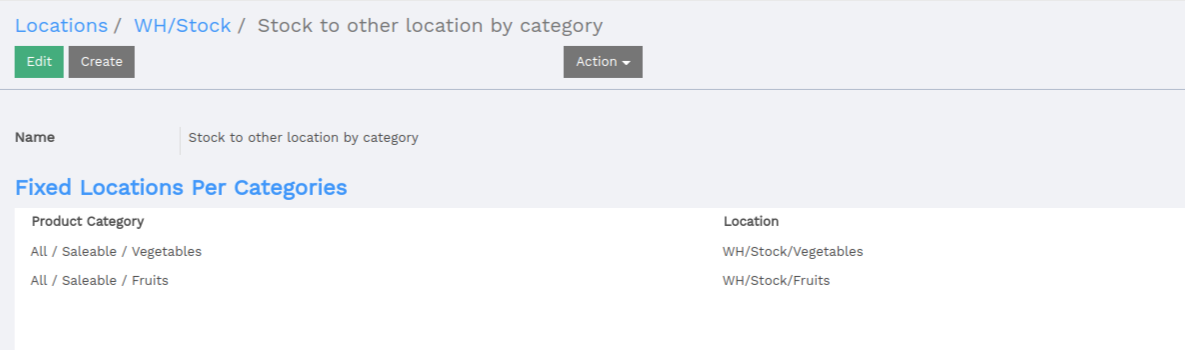 Locations / WH/Stock / Stock to other location by category
Edit Create Action
Name Stock to other location by category
Fixed Locations Per Categories
Product Category Location
All / Saleable / Vegetables WH/Stock/Vegetables
All / Saleable / Fruits WH/Stock/Fruits